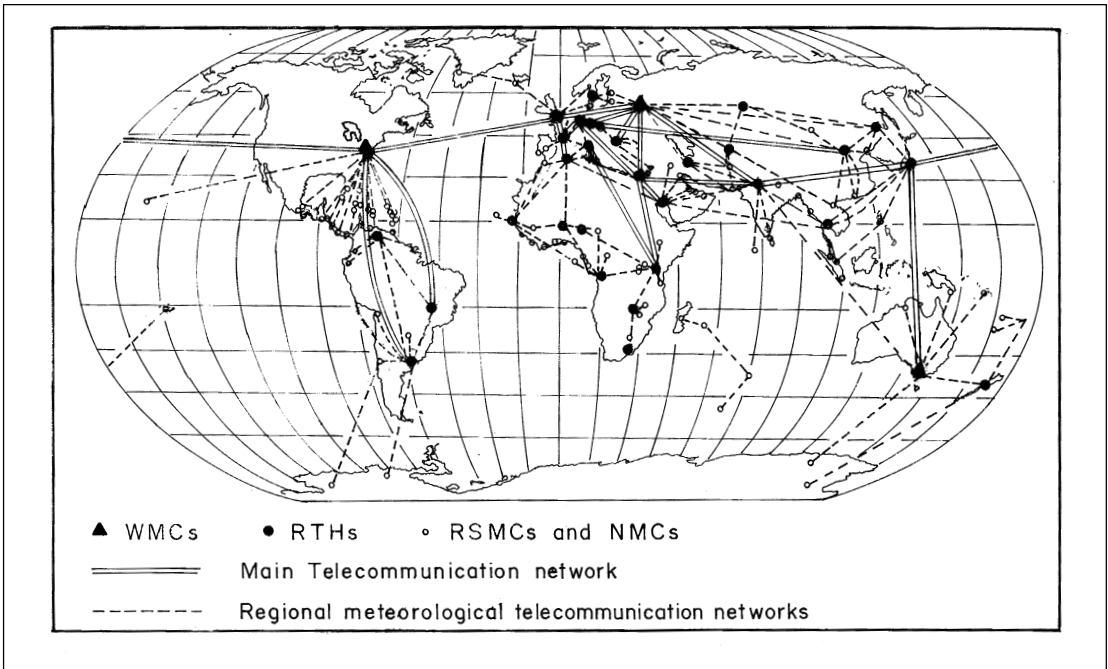 WMCs RTHs RSMCs and NMCs
Main Telecommunication network
Regional meteorological telecommunication networks